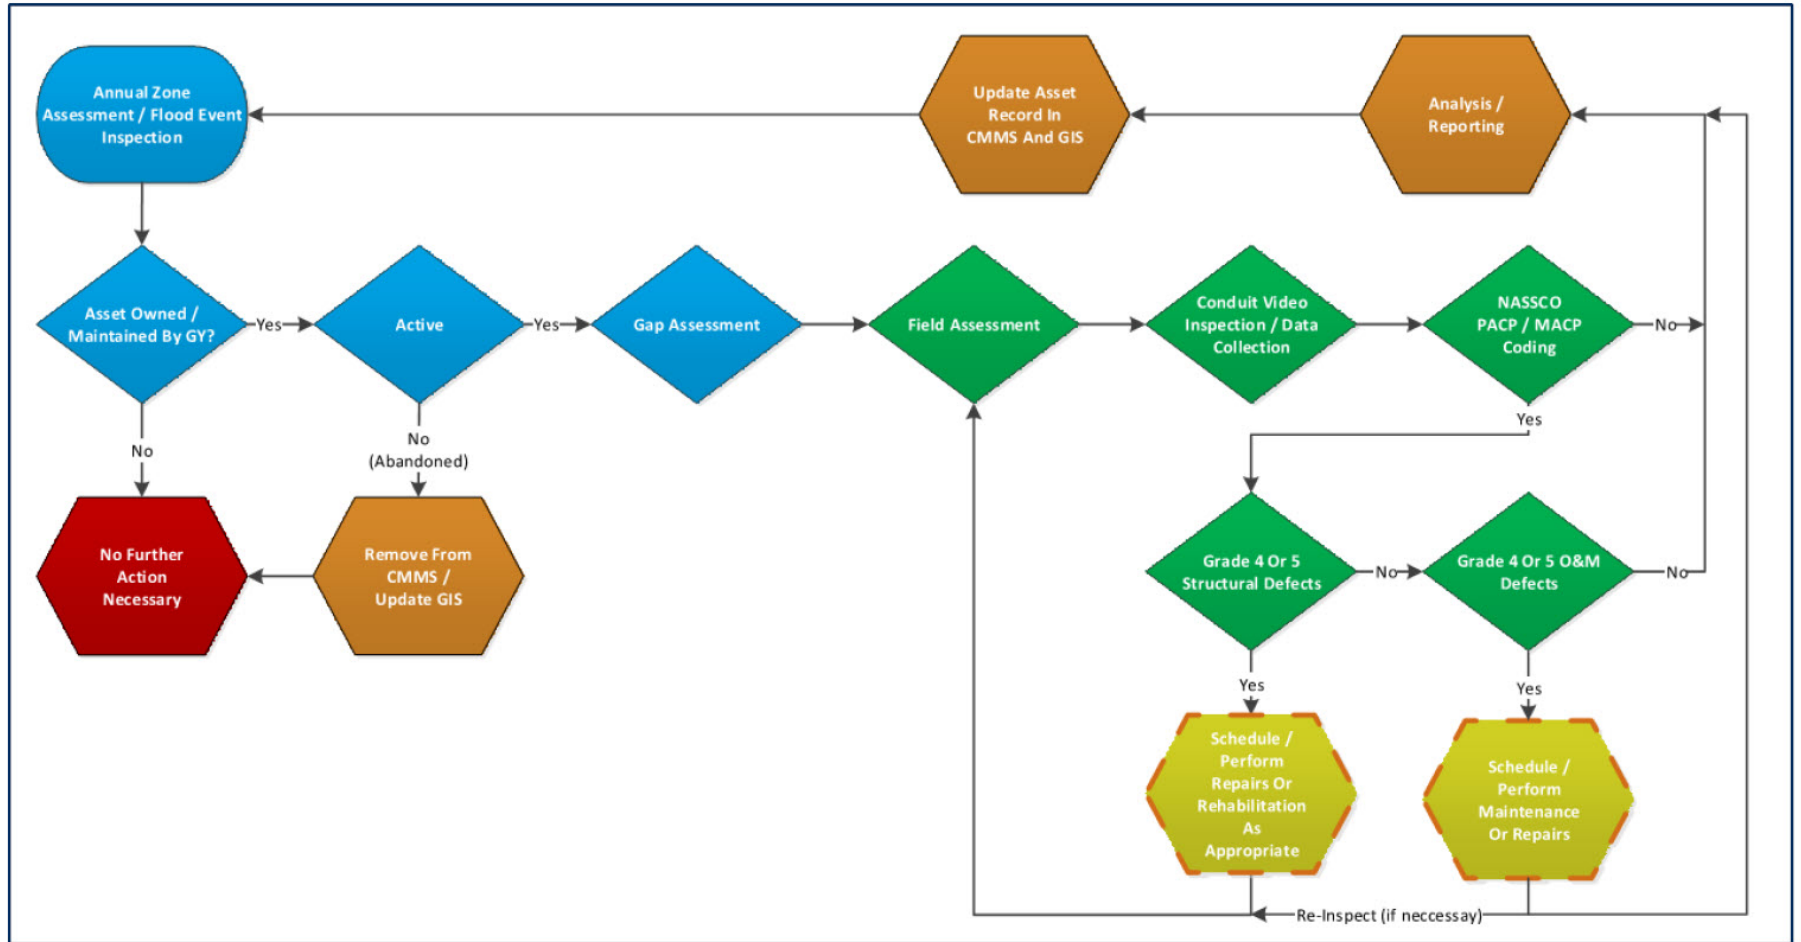 Annual Zone
Assessment / Flood Event
Inspection
Update Asset
Record In
CMMS And GIS
Analysis /
Reporting
Asset Owned /
Maintained By GY?
Yes
Active
Yes
Gap Assessment
Field Assessment
Conduit Video
Inspection / Data
Collection
NASSCO
PACP / MACP
Coding
No
No
No
(Abandoned)
Yes
No Further
Action
Necessary
Remove From
CMMS /
Update GIS
Grade 4 Or 5
Structural Defects
No
Grade 4 Or 5 O&M
Defects
No
Yes
Yes
Schedule /
Perform
Repairs Or
Rehabilitation
As
Appropriate
Schedule /
Perform
Maintenance
Or Repairs
Re-Inspect (if neccessay)